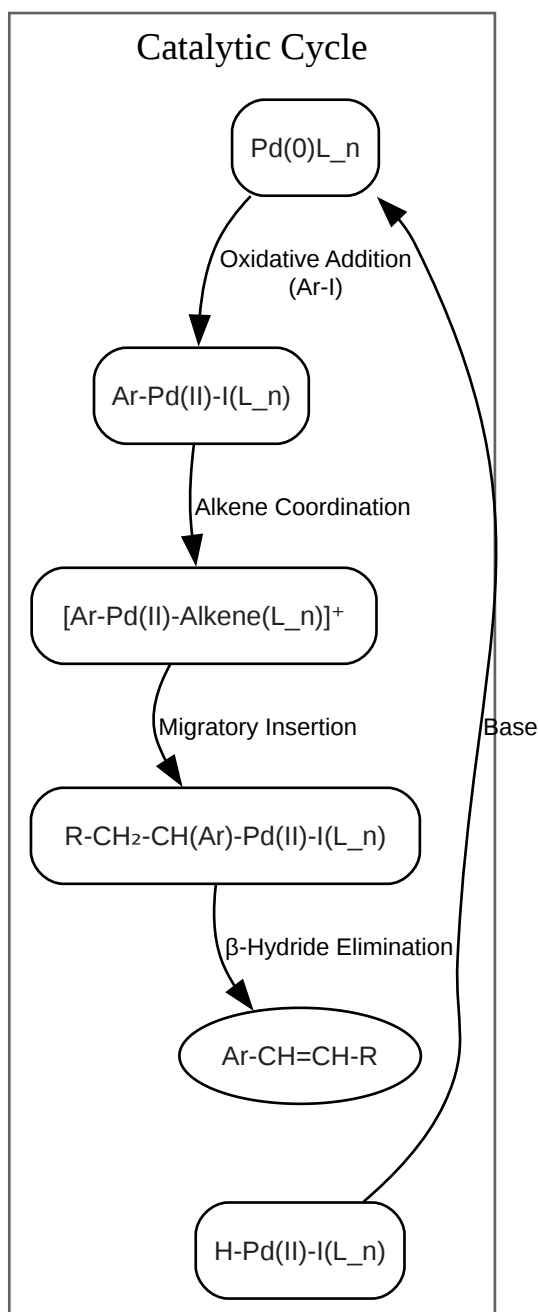 Catalytic Cycle
Pd(0)L_n
Oxidative Addition
(Ar-I)
Ar-Pd(II)-I(L_n)
Alkene Coordination
[Ar-Pd(II)-Alkene(L_n)]⁺
Migratory Insertion
Base
R-CH₂-CH(Ar)-Pd(II)-I(L_n)
β-Hydride Elimination
Ar-CH=CH-R
H-Pd(II)-I(L_n)